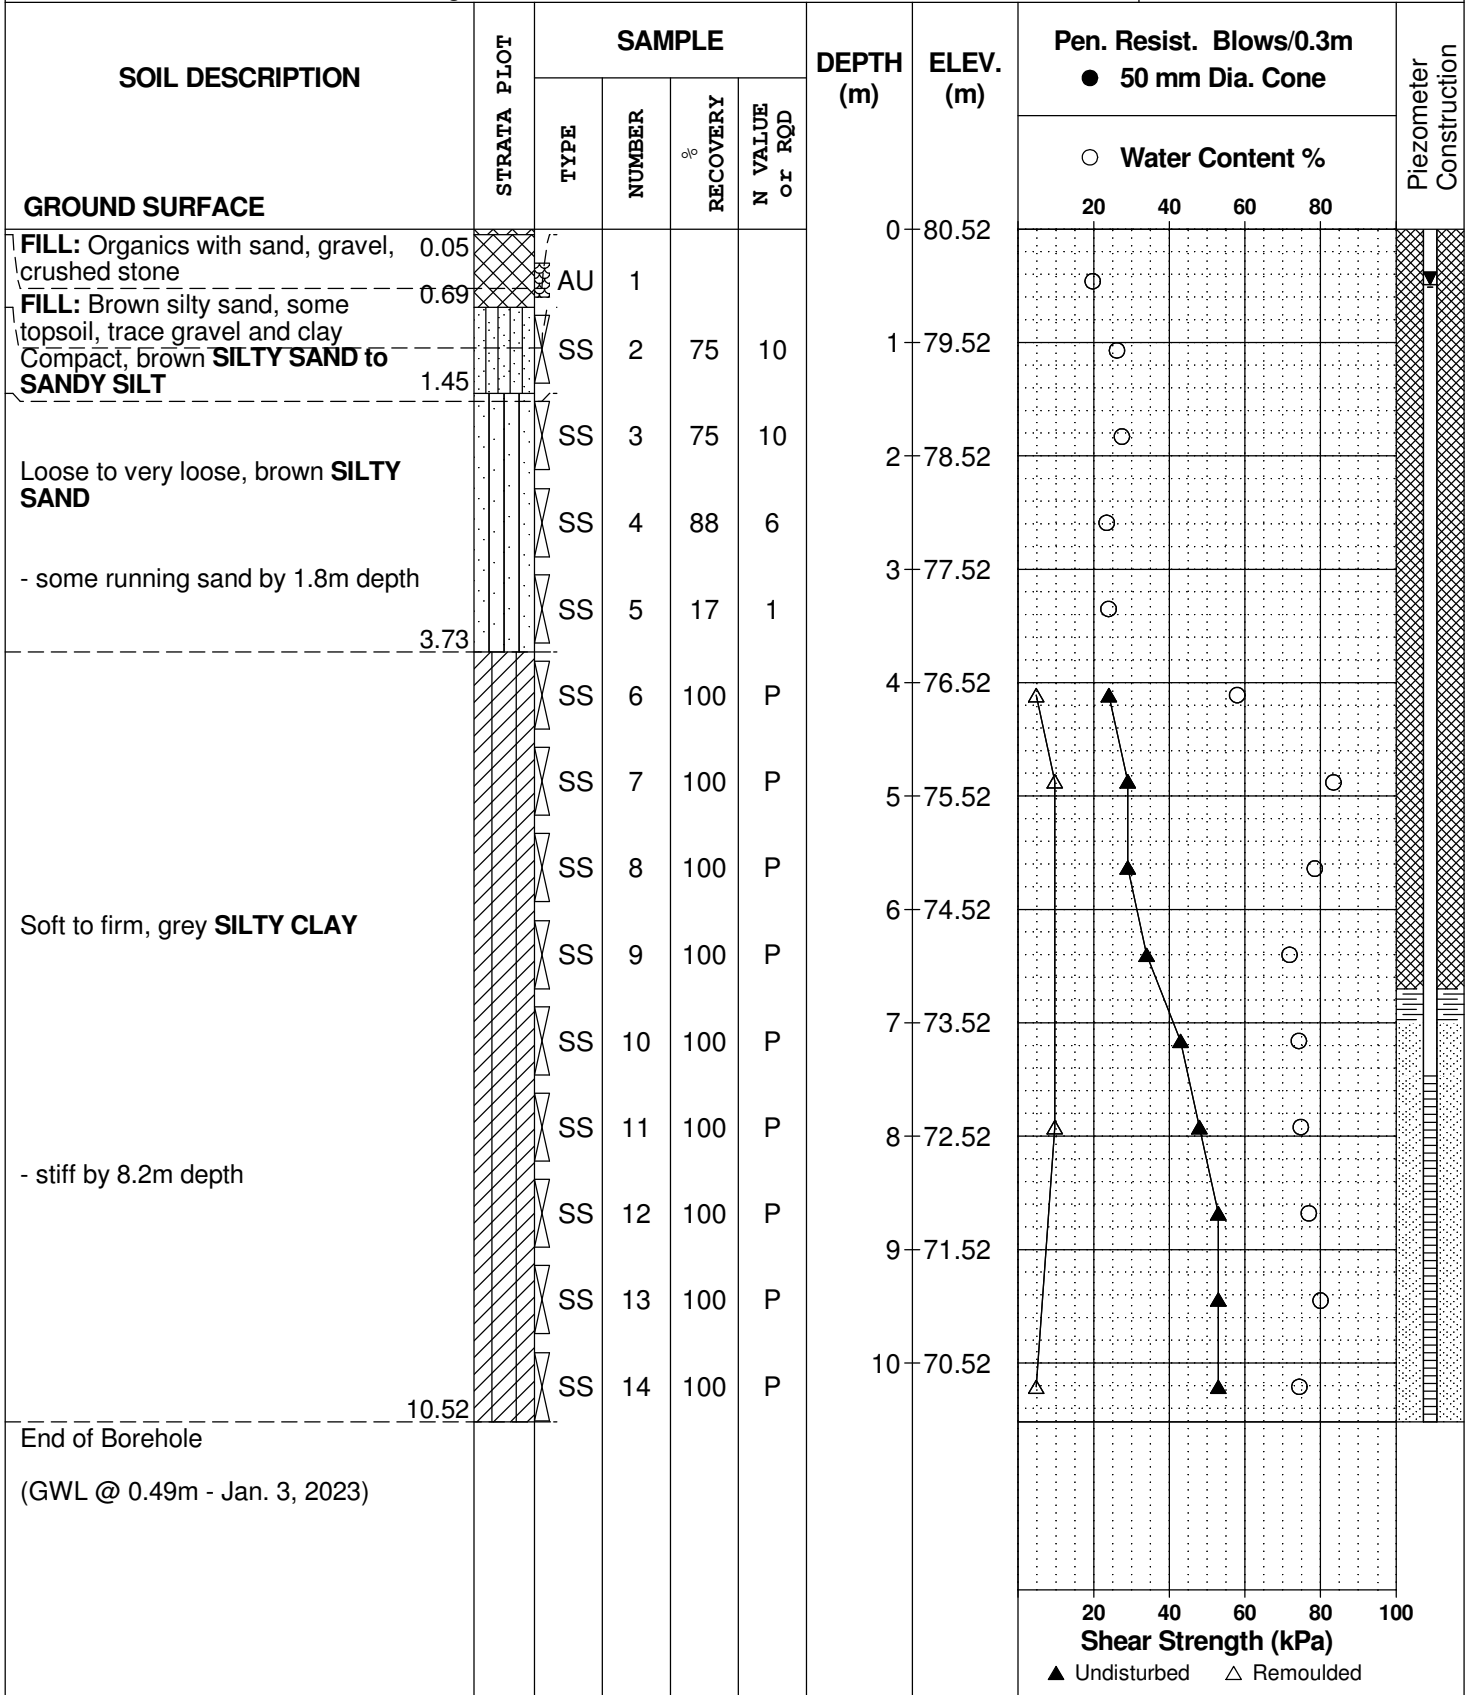 SOIL DESCRIPTION
GROUND SURFACE
STRATA PLOT
SAMPLE
TYPE
NUMBER
% RECOVERY
N VALUE or RQD
DEPTH (m)
ELEV. (m)
Pen. Resist. Blows/0.3m
● 50 mm Dia. Cone
○ Water Content %
20 40 60 80
Piezometer Construction
FILL: Organics with sand, gravel, 0.05
crushed stone
0.69
FILL: Brown silty sand, some
topsoil, trace gravel and clay
Compact, brown SILTY SAND to
SANDY SILT 1.45
Loose to very loose, brown SILTY
SAND
- some running sand by 1.8m depth
3.73
Soft to firm, grey SILTY CLAY
- stiff by 8.2m depth
10.52
End of Borehole
(GWL @ 0.49m - Jan. 3, 2023)
AU 1
SS 2 75 10
SS 3 75 10
SS 4 88 6
SS 5 17 1
SS 6 100 P
SS 7 100 P
SS 8 100 P
SS 9 100 P
SS 10 100 P
SS 11 100 P
SS 12 100 P
SS 13 100 P
SS 14 100 P
0 80.52
1 79.52
2 78.52
3 77.52
4 76.52
5 75.52
6 74.52
7 73.52
8 72.52
9 71.52
10 70.52
20 40 60 80 100
Shear Strength (kPa)
▲ Undisturbed △ Remoulded